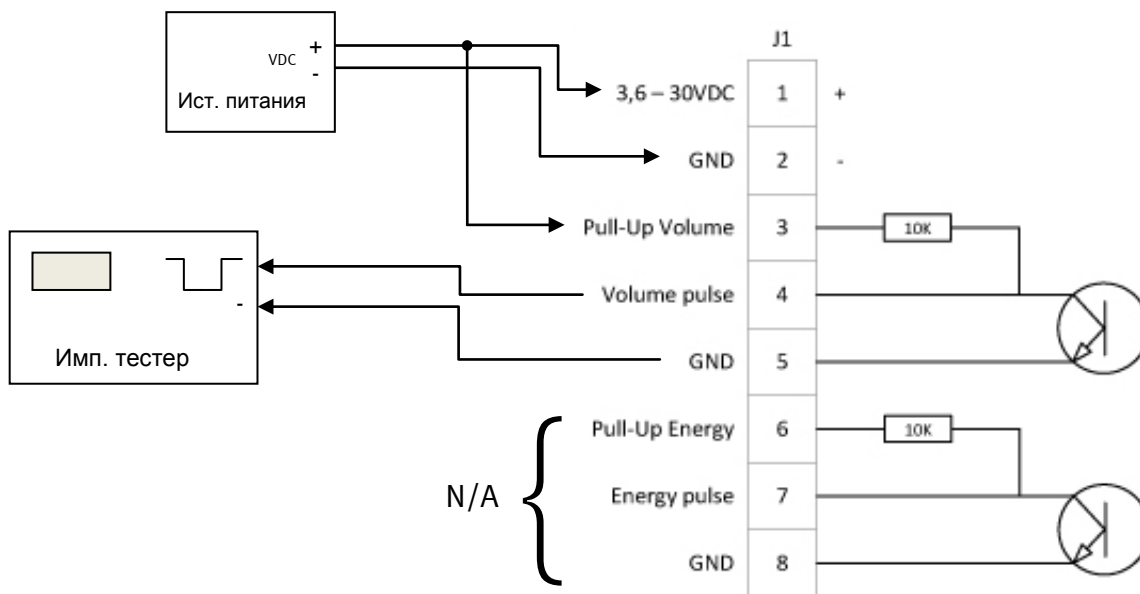 VDC
+
-
Ист. питания
J1
3,6 – 30VDC 1 +
GND 2 -
Pull-Up Volume 3 10K
Volume pulse 4
-
GND 5
Имп. тестер
Pull-Up Energy 6 10K
N/A
Energy pulse 7
GND 8